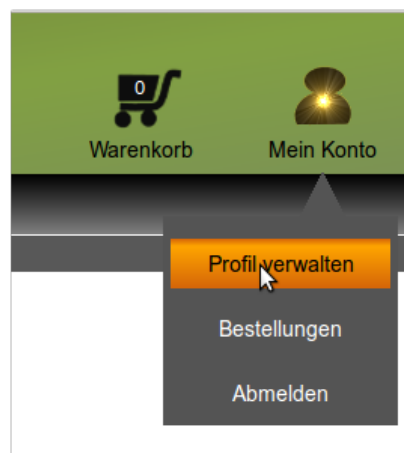 0
Warenkorb
Mein Konto
Profil verwalten
Bestellungen
Abmelden